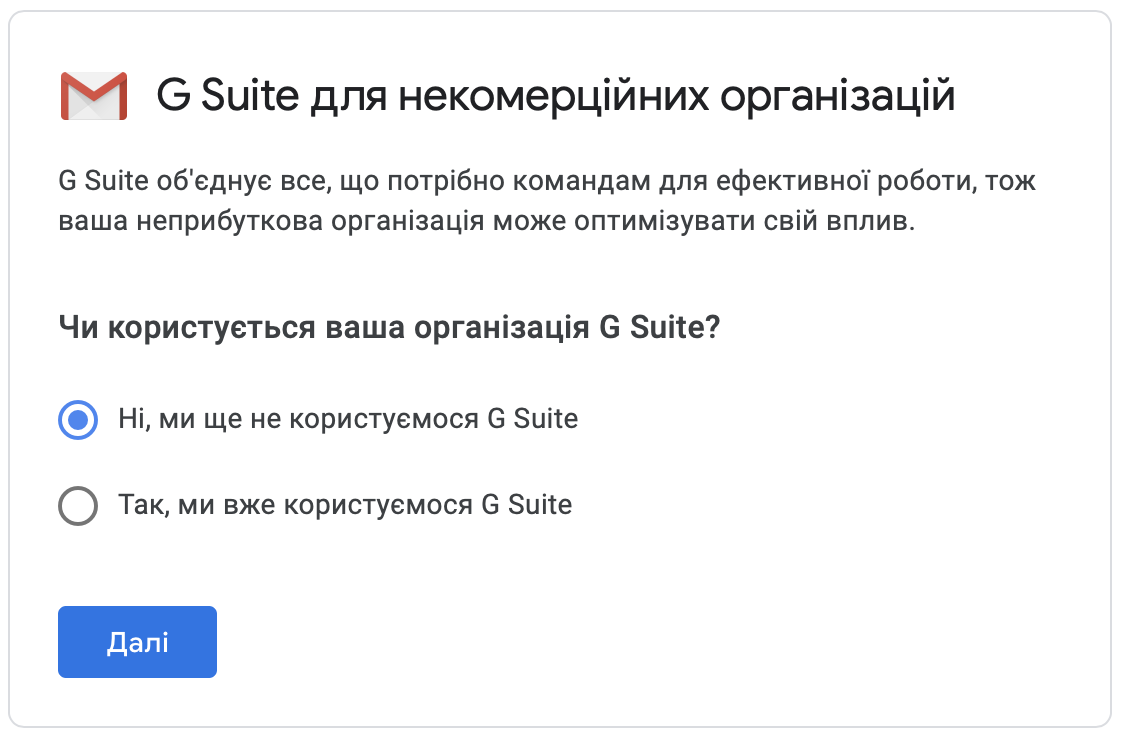 G Suite для некомерційних організацій
G Suite об'єднує все, що потрібно командам для ефективної роботи, тож
ваша неприбуткова організація може оптимізувати свій вплив.
Чи користується ваша організація G Suite?
Ні, ми ще не користуємося G Suite
Так, ми вже користуємося G Suite
Далі